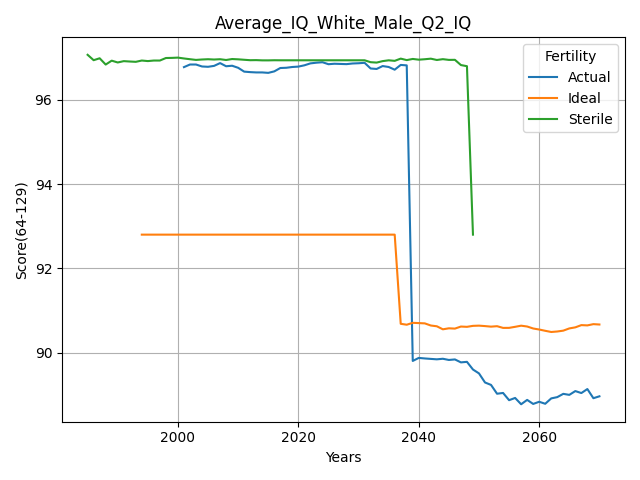 Average_IQ_White_Male_Q2_IQ
Score(64-129)
96
94
92
90
Fertility
Actual
Ideal
Sterile
2000
2020
2040
2060
Years